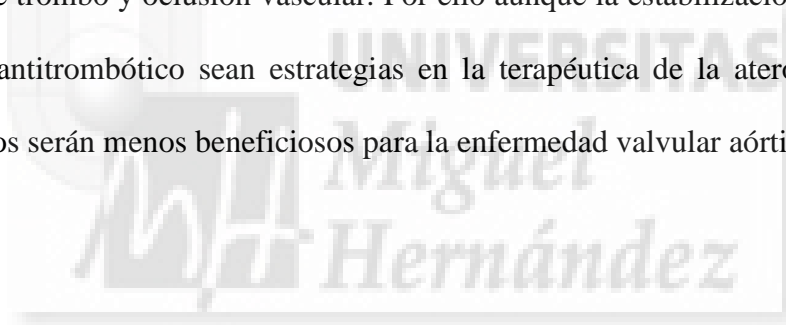 e trombo y oclusión vascular. Por ello aunque la estabilización
UNIVERSITAS
antitrombótico sean estrategias en la terapéutica de la atero
os serán menos beneficiosos para la enfermedad valvular aórti
Miguel
Hernández